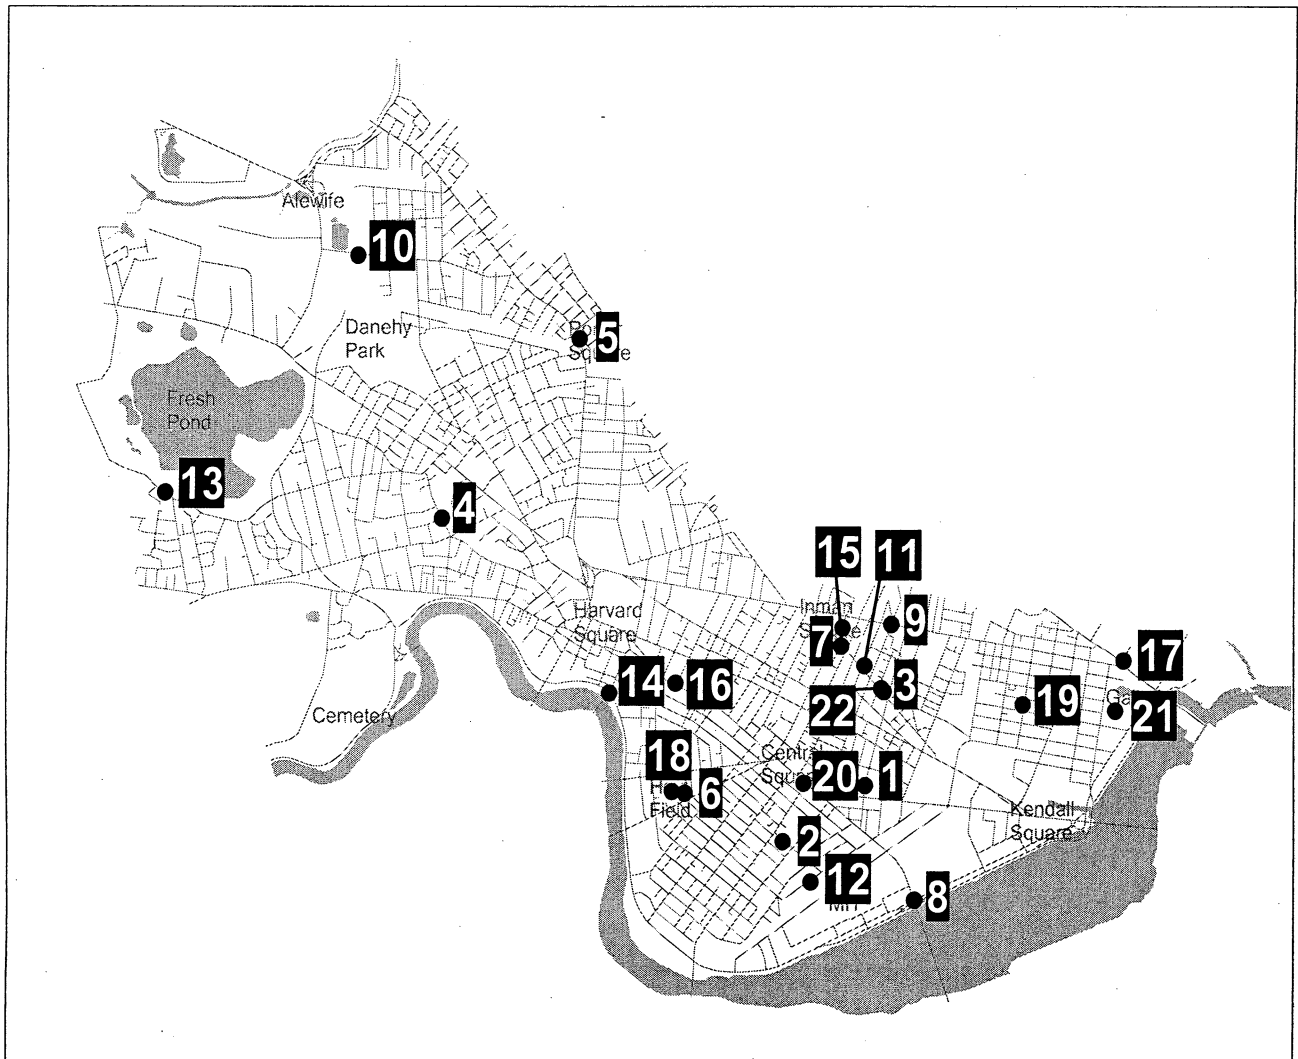 Alewife
10
Danehy
Park
5
Fresh
Pond
13
4
15
11
Harvard
Square
Inman
9
7
17
14
16
3
22
19
21
Cemetery
18
Central
20
1
6
Field
Kendall
Square
2
12
8